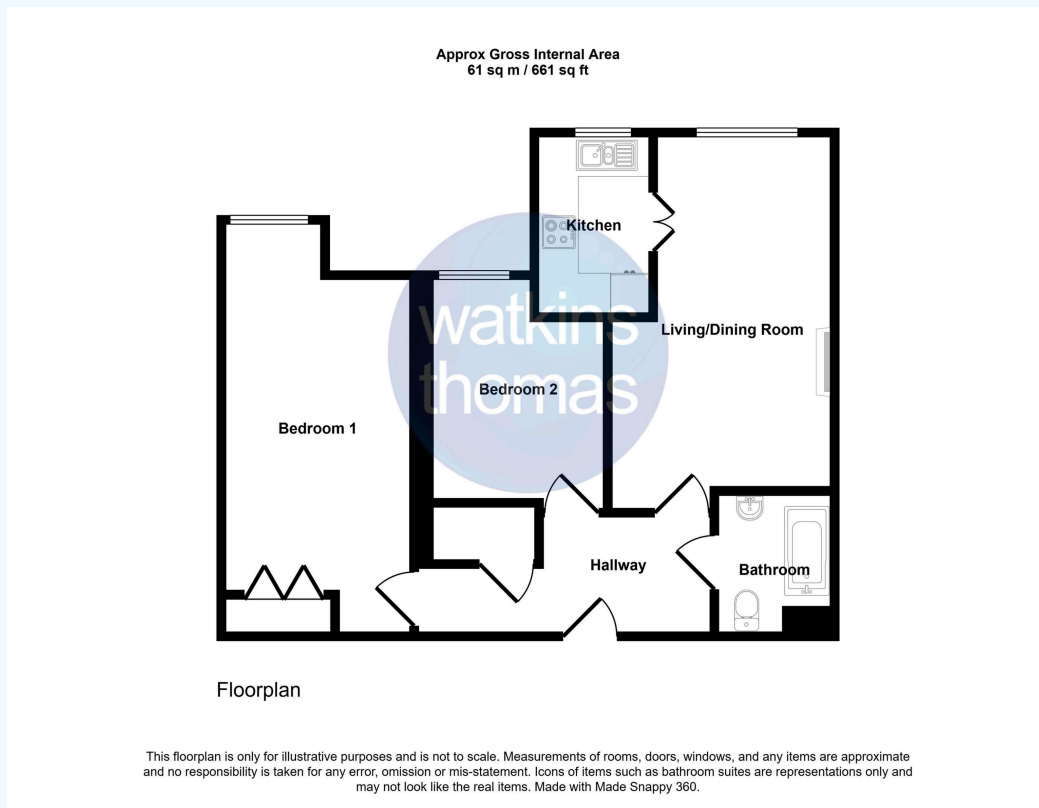 Approx Gross Internal Area
61 sq m / 661 sq ft
Kitchen
watkins
thomas
Living/Dining Room
Bedroom 2
Bedroom 1
Hallway
Bathroom
Floorplan
This floorplan is only for illustrative purposes and is not to scale. Measurements of rooms, doors, windows, and any items are approximate
and no responsibility is taken for any error, omission or mis-statement. Icons of items such as bathroom suites are representations only and
may not look like the real items. Made with Made Snappy 360.